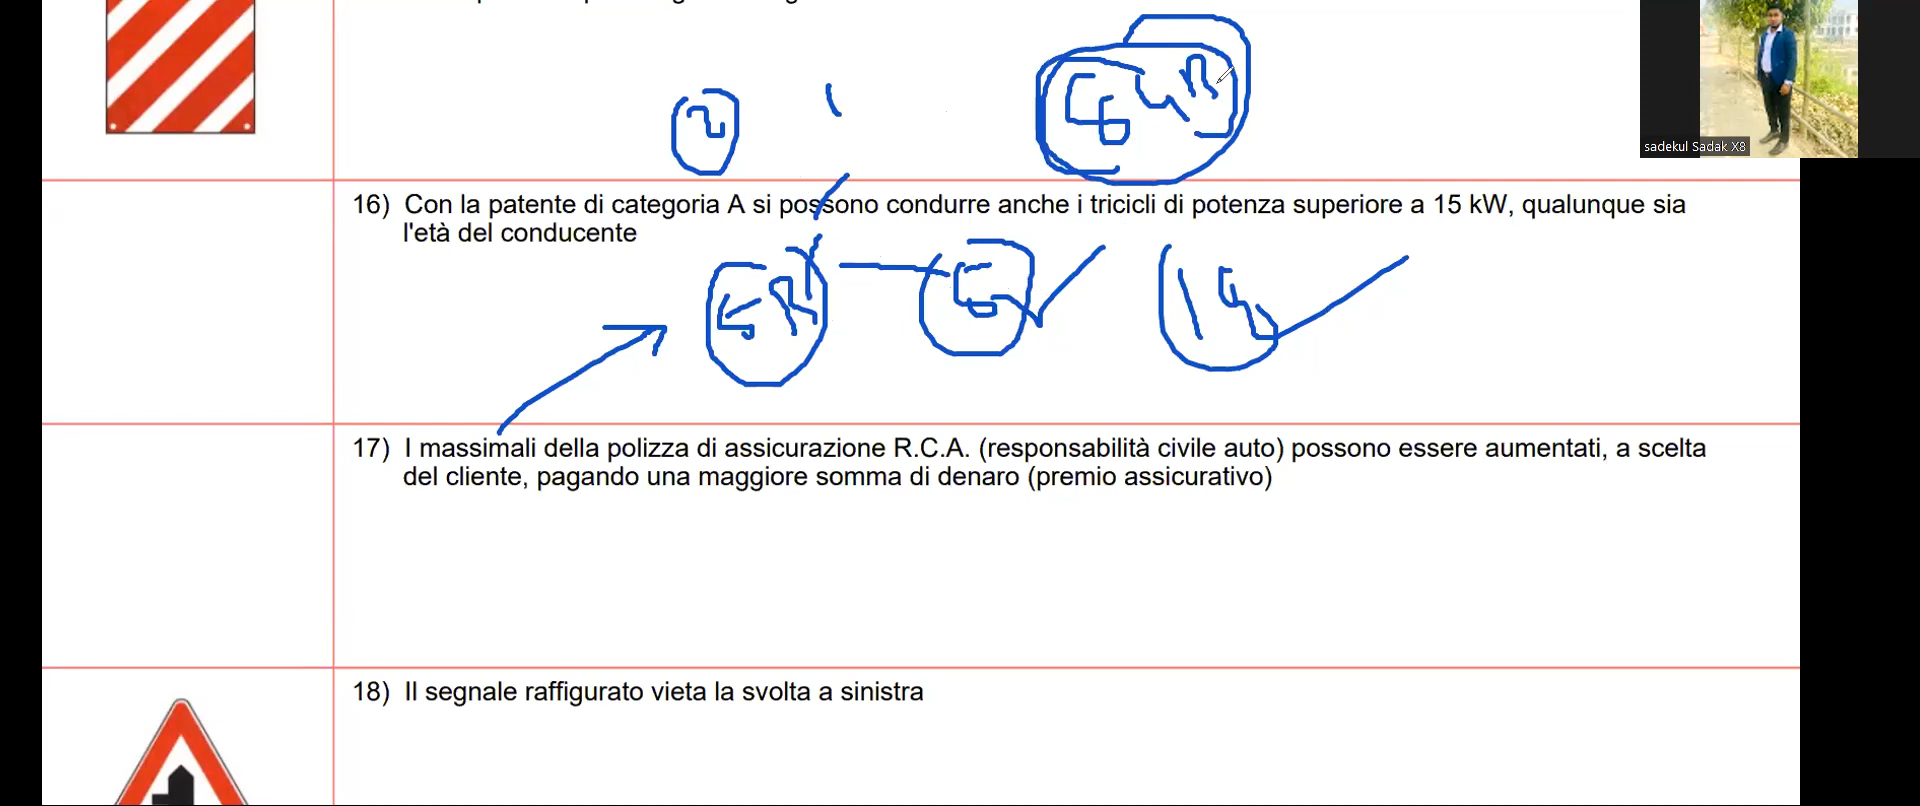 sadekul Sadak X8
16) Con la patente di categoria A si possono condurre anche i tricicli di potenza superiore a 15 kW, qualunque sia
l'età del conducente
17) I massimali della polizza di assicurazione R.C.A. (responsabilità civile auto) possono essere aumentati, a scelta
del cliente, pagando una maggiore somma di denaro (premio assicurativo)
18) Il segnale raffigurato vieta la svolta a sinistra